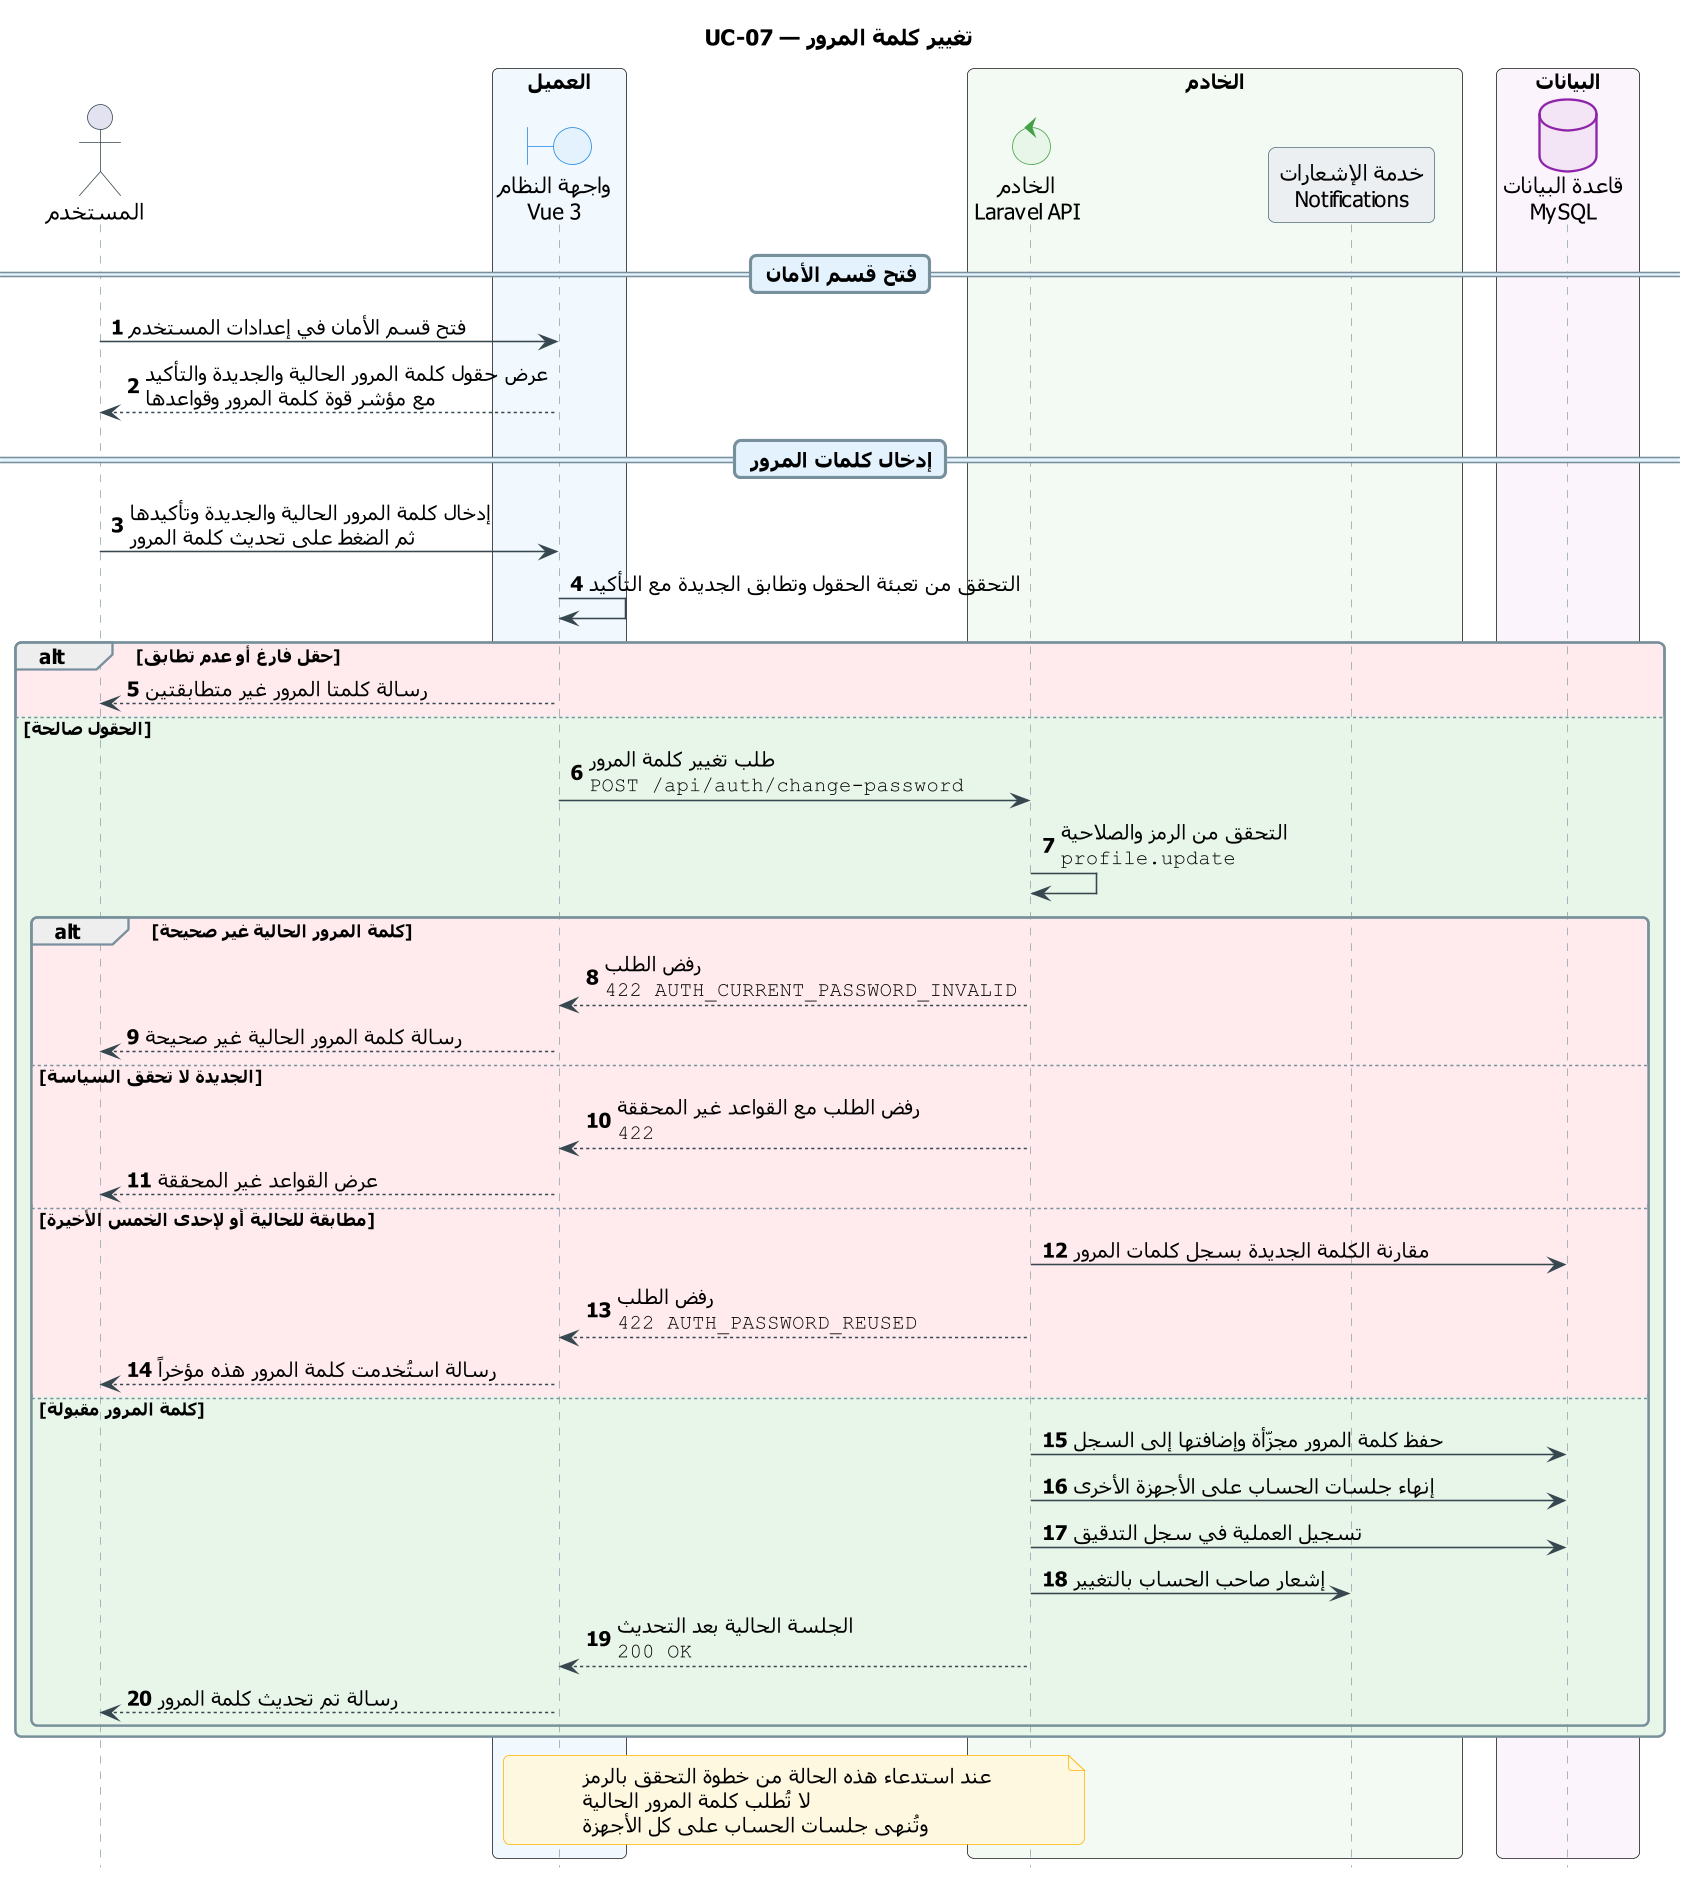 UC-07 — تغيير كلمة المرور
العميل
الخادم
البيانات
المستخدم
واجهة النظام
Vue 3
الخادم
Laravel API
خدمة الإشعارات
Notifications
قاعدة البيانات
MySQL
فتح قسم الأمان
1 فتح قسم الأمان في إعدادات المستخدم
2 عرض حقول كلمة المرور الحالية والجديدة والتأكيد
مع مؤشر قوة كلمة المرور وقواعدها
إدخال كلمات المرور
3 إدخال كلمة المرور الحالية والجديدة وتأكيدها
ثم الضغط على تحديث كلمة المرور
4 التحقق من تعبئة الحقول وتطابق الجديدة مع التأكيد
alt [حقل فارغ أو عدم تطابق]
5 رسالة كلمتا المرور غير متطابقتين
[الحقول صالحة]
6 طلب تغيير كلمة المرور
POST /api/auth/change-password
7 التحقق من الرمز والصلاحية
profile.update
alt [كلمة المرور الحالية غير صحيحة]
8 رفض الطلب
422 AUTH_CURRENT_PASSWORD_INVALID
9 رسالة كلمة المرور الحالية غير صحيحة
[الجديدة لا تحقق السياسة]
10 رفض الطلب مع القواعد غير المحققة
422
11 عرض القواعد غير المحققة
[مطابقة للحالية أو لإحدى الخمس الأخيرة]
12 مقارنة الكلمة الجديدة بسجل كلمات المرور
13 رفض الطلب
422 AUTH_PASSWORD_REUSED
14 رسالة استُخدمت كلمة المرور هذه مؤخراً
[كلمة المرور مقبولة]
15 حفظ كلمة المرور مجزّأة وإضافتها إلى السجل
16 إنهاء جلسات الحساب على الأجهزة الأخرى
17 تسجيل العملية في سجل التدقيق
18 إشعار صاحب الحساب بالتغيير
19 الجلسة الحالية بعد التحديث
200 OK
20 رسالة تم تحديث كلمة المرور
عند استدعاء هذه الحالة من خطوة التحقق بالرمز
لا تُطلب كلمة المرور الحالية
وتُنهى جلسات الحساب على كل الأجهزة